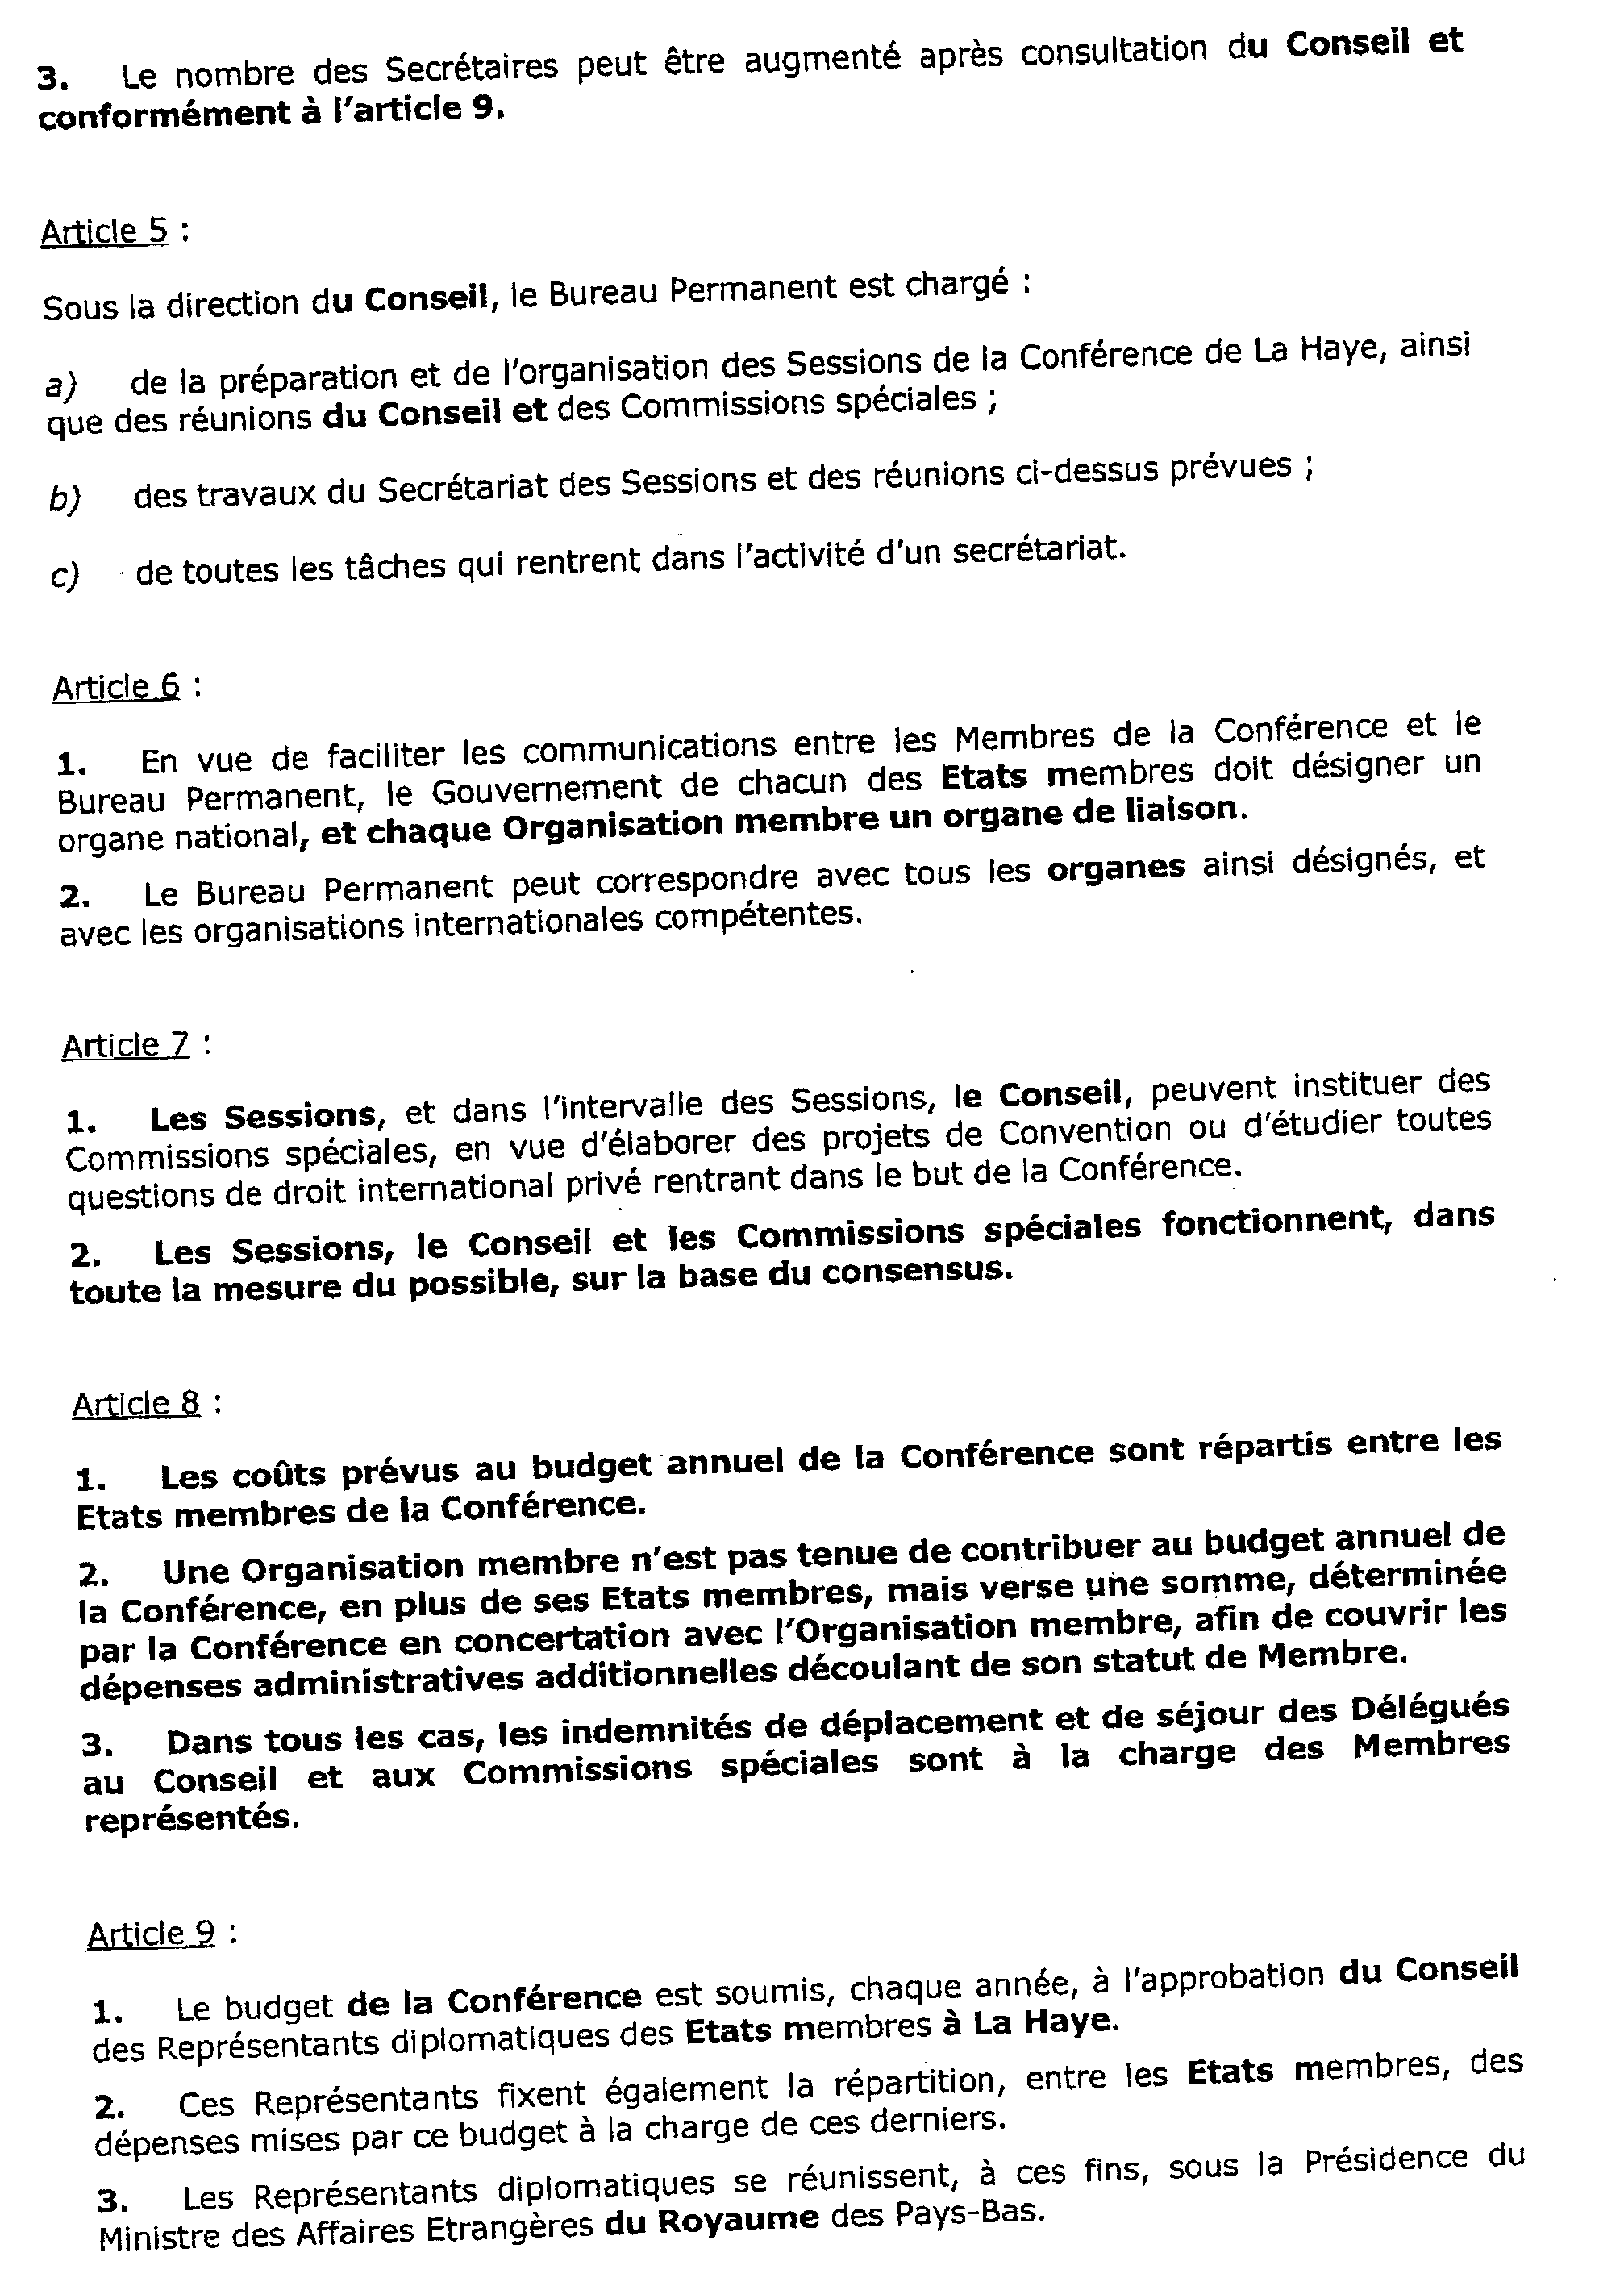 3. Le nombre des Secrétaires peut être augmenté après consultation du Conseil et
conformément à l'article 9.
Article 5 :
Sous la direction du Conseil, le Bureau Permanent est chargé :
a) de la préparation et de l'organisation des Sessions de la Conférence de La Haye, ainsi
que des réunions du Conseil et des Commissions spéciales ;
b) des travaux du Secrétariat des Sessions et des réunions ci-dessus prévues ;
c) de toutes les tâches qui rentrent dans l'activité d'un secrétariat.
Article 6 :
1. En vue de faciliter les communications entre les Membres de la Conférence et le
Bureau Permanent, le Gouvernement de chacun des Etats membres doit désigner un
organe national, et chaque Organisation membre un organe de liaison.
2. Le Bureau Permanent peut correspondre avec tous les organes ainsi désignés, et
avec les organisations internationales compétentes.
Article 7 :
1. Les Sessions, et dans l'intervalle des Sessions, le Conseil, peuvent instituer des
Commissions spéciales, en vue d'élaborer des projets de Convention ou d'étudier toutes
questions de droit international privé rentrant dans le but de la Conférence.
2. Les Sessions, le Conseil et les Commissions spéciales fonctionnent, dans
toute la mesure du possible, sur la base du consensus.
Article 8 :
1. Les coûts prévus au budget annuel de la Conférence sont répartis entre les
Etats membres de la Conférence.
2. Une Organisation membre n'est pas tenue de contribuer au budget annuel de
la Conférence, en plus de ses Etats membres, mais verse une somme, déterminée
par la Conférence en concertation avec l'Organisation membre, afin de couvrir les
dépenses administratives additionnelles découlant de son statut de Membre.
3. Dans tous les cas, les indemnités de déplacement et de séjour des Délégués
au Conseil et aux Commissions spéciales sont à la charge des Membres
représentés.
Article 9 :
1. Le budget de la Conférence est soumis, chaque année, à l'approbation du Conseil
des Représentants diplomatiques des Etats membres à La Haye.
2. Ces Représentants fixent également la répartition, entre les Etats membres, des
dépenses mises par ce budget à la charge de ces derniers.
3. Les Représentants diplomatiques se réunissent, à ces fins, sous la Présidence du
Ministre des Affaires Etrangères du Royaume des Pays-Bas.